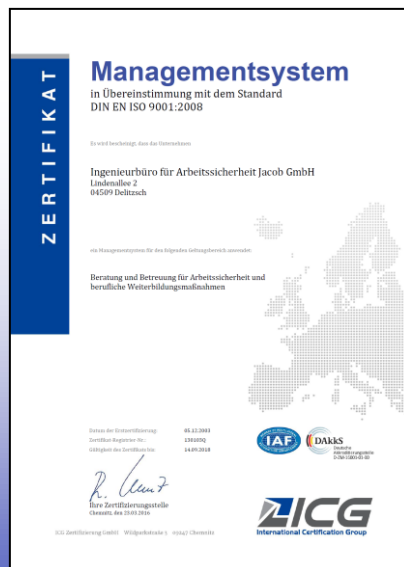 ZERTIFIKAT
Managementsystem
in Übereinstimmung mit dem Standard
DIN EN ISO 9001:2008
Es wird bescheinigt, dass das Unternehmen
Ingenieurbüro für Arbeitssicherheit Jacob GmbH
Lindenallee 2
04509 Delitzsch
ein Managementsystem für den folgenden Geltungsbereich anwendet:
Beratung und Betreuung für Arbeitssicherheit und
berufliche Weiterbildungsmaßnahmen
Datum der Erstzertifizierung: 05.12.2003
Zertifikat-Registrier-Nr.:
Gültigkeit des Zertifikats bis: 14.09.2018
IAF
DAkkS
Deutsche
Akkreditierungsstelle
Ihre Zertifizierungsstelle
Chemnitz, den 23.03.2016
ICG
International Certification Group
ICG Zertifizierung GmbH Wildparkstraße 3 09247 Chemnitz